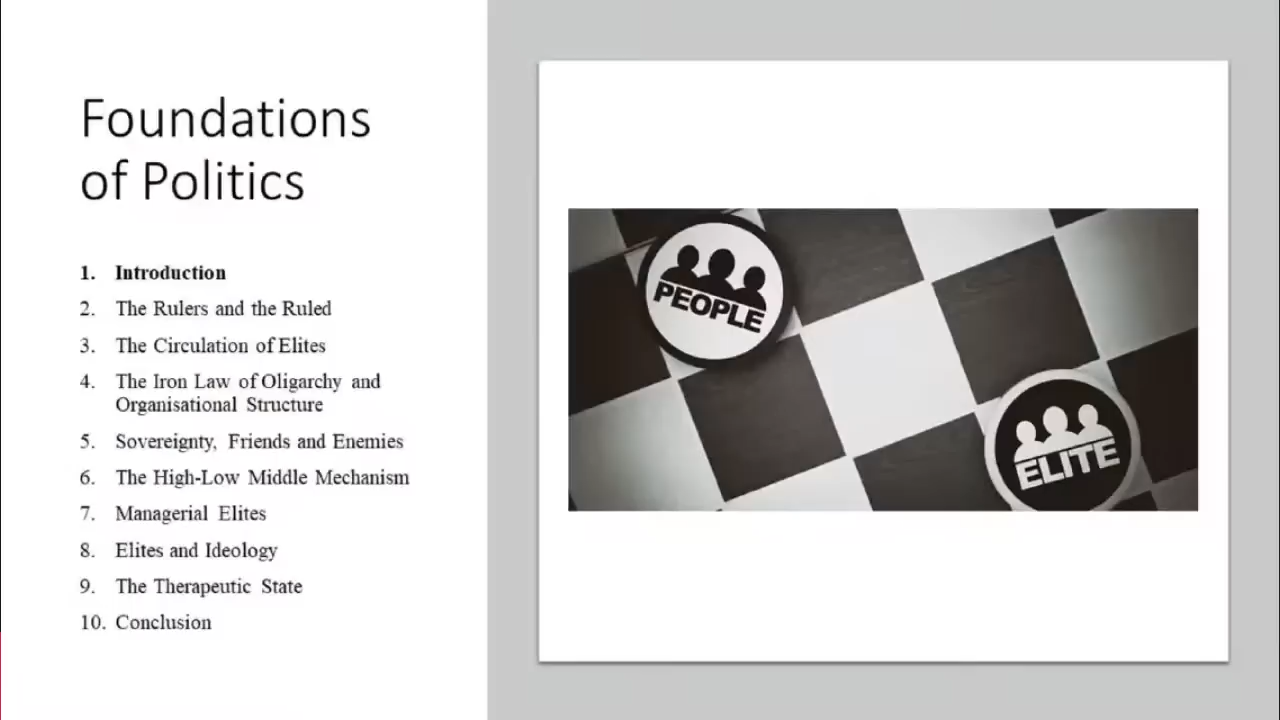 Foundations
of Politics
1. Introduction
2. The Rulers and the Ruled
3. The Circulation of Elites
4. The Iron Law of Oligarchy and
Organisational Structure
5. Sovereignty, Friends and Enemies
6. The High-Low Middle Mechanism
7. Managerial Elites
8. Elites and Ideology
9. The Therapeutic State
10. Conclusion
PEOPLE
ELITE